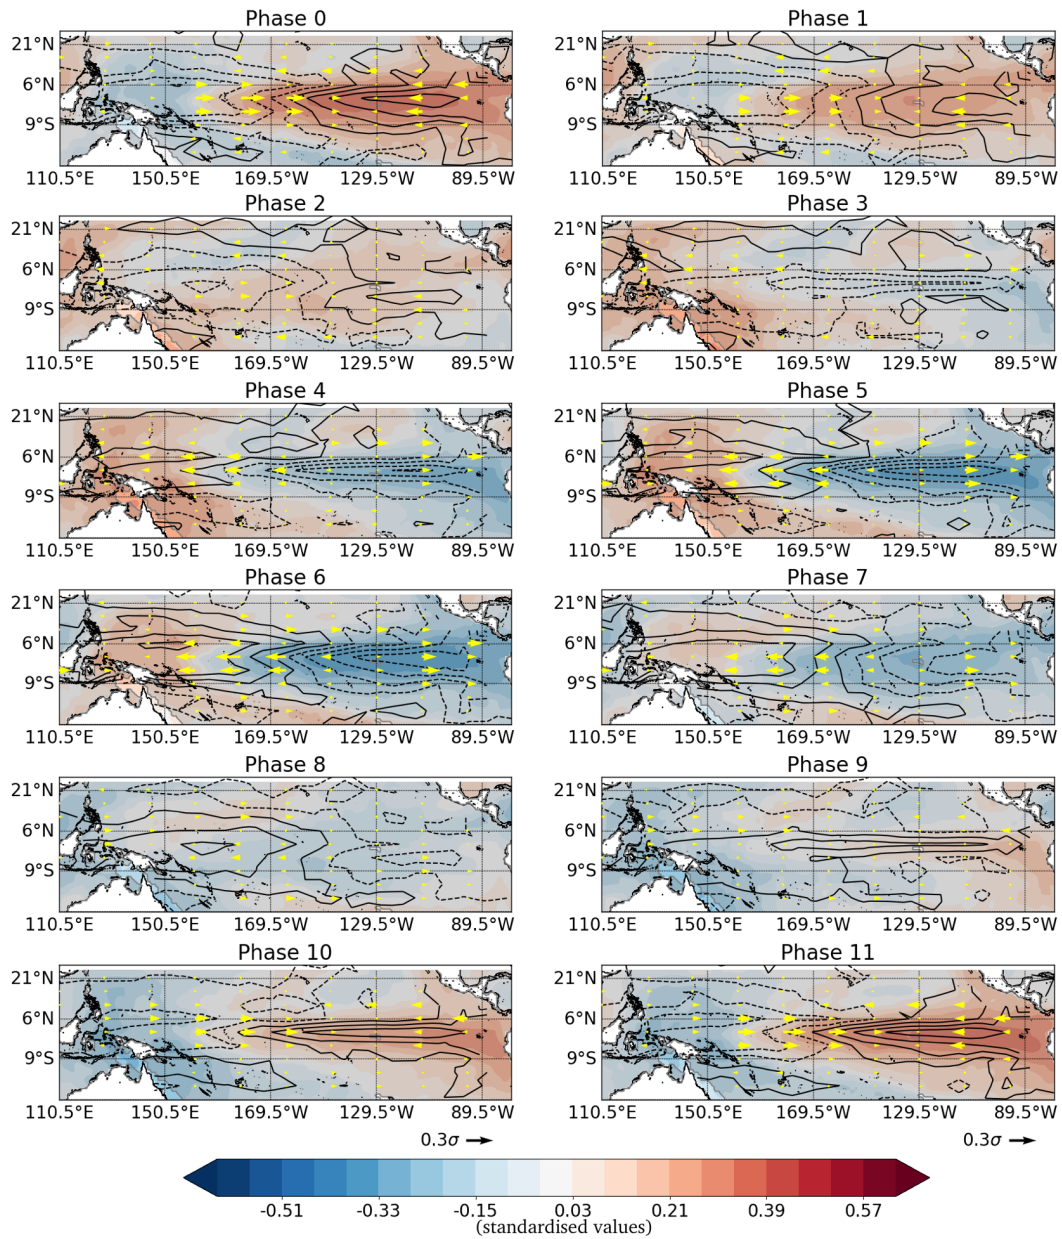 Phase 0 Phase 1
21°N 21°N
6°N 6°N
9°S 9°S
110.5°E 150.5°E 169.5°W 129.5°W 89.5°W 110.5°E 150.5°E 169.5°W 129.5°W 89.5°W
Phase 2 Phase 3
21°N 21°N
6°N 6°N
9°S 9°S
110.5°E 150.5°E 169.5°W 129.5°W 89.5°W 110.5°E 150.5°E 169.5°W 129.5°W 89.5°W
Phase 4 Phase 5
21°N 21°N
6°N 6°N
9°S 9°S
110.5°E 150.5°E 169.5°W 129.5°W 89.5°W 110.5°E 150.5°E 169.5°W 129.5°W 89.5°W
Phase 6 Phase 7
21°N 21°N
6°N 6°N
9°S 9°S
110.5°E 150.5°E 169.5°W 129.5°W 89.5°W 110.5°E 150.5°E 169.5°W 129.5°W 89.5°W
Phase 8 Phase 9
21°N 21°N
6°N 6°N
9°S 9°S
110.5°E 150.5°E 169.5°W 129.5°W 89.5°W 110.5°E 150.5°E 169.5°W 129.5°W 89.5°W
Phase 10 Phase 11
21°N 21°N
6°N 6°N
9°S 9°S
110.5°E 150.5°E 169.5°W 129.5°W 89.5°W 110.5°E 150.5°E 169.5°W 129.5°W 89.5°W
0.3σ 0.3σ
-0.51 -0.33 -0.15 0.03 0.21 0.39 0.57
(standardised values)